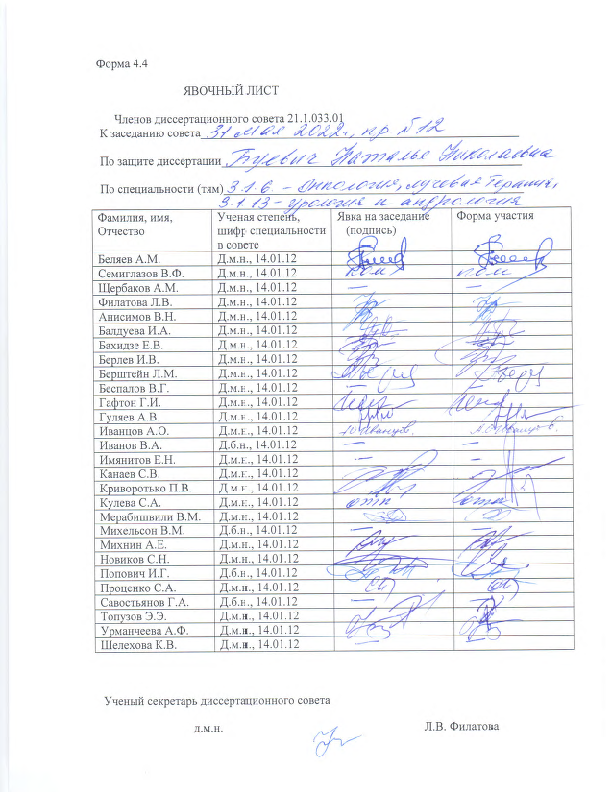 Форма 4.4
ЯВОЧНЫЙ ЛИСТ
Членов диссертационного совета 21.1.033.01
К заседанию совета 31 мая 2022 г., пр №12
По защите диссертации Буевич Наталье Николаевна
По специальности (там) 3.1.6. - Онкология, лучевая терапия,
3.1.13 - урология и андрология
Фамилия, имя, Отчество Ученая степень, шифр специальности в совете Явка на заседание (подпись) Форма участия
Беляев А.М. Д.м.н., 14.01.12
Семиглазов В.Ф. Д.м.н., 14.01.12
Щербаков А.М. Д.м.н., 14.01.12 — —
Филатова Л.В. Д.м.н., 14.01.12
Анисимов В.Н. Д.м.н., 14.01.12
Балдуева И.А. Д.м.н., 14.01.12
Бахидзе Е.В. Д.м.н., 14.01.12
Берлев И.В. Д.м.н., 14.01.12
Берштейн Л.М. Д.м.н., 14.01.12
Беспалов В.Г. Д.м.н., 14.01.12 — —
Гафтон Г.И. Д.м.н., 14.01.12
Гуляев А.В. Д.м.н., 14.01.12
Иванцов А.О. Д.м.н., 14.01.12
Иванов В.А. Д.б.н., 14.01.12 — —
Имянитов Е.Н. Д.м.н., 14.01.12 — —
Канаев С.В. Д.м.н., 14.01.12
Криворотько П.В. Д.м.н., 14.01.12
Кулева С.А. Д.м.н., 14.01.12
Мерабишвили В.М. Д.м.н., 14.01.12
Михельсон В.М. Д.б.н., 14.01.12 — —
Михнин А.Е. Д.м.н., 14.01.12
Новиков С.Н. Д.м.н., 14.01.12
Попович И.Г. Д.б.н., 14.01.12
Проценко С.А. Д.м.н., 14.01.12
Савостьянов Г.А. Д.б.н., 14.01.12 — —
Топузов Э.Э. Д.м.н., 14.01.12
Урманчеева А.Ф. Д.м.н., 14.01.12
Шелехова К.В. Д.м.н., 14.01.12 —
Ученый секретарь диссертационного совета
д.м.н. Л.В. Филатова